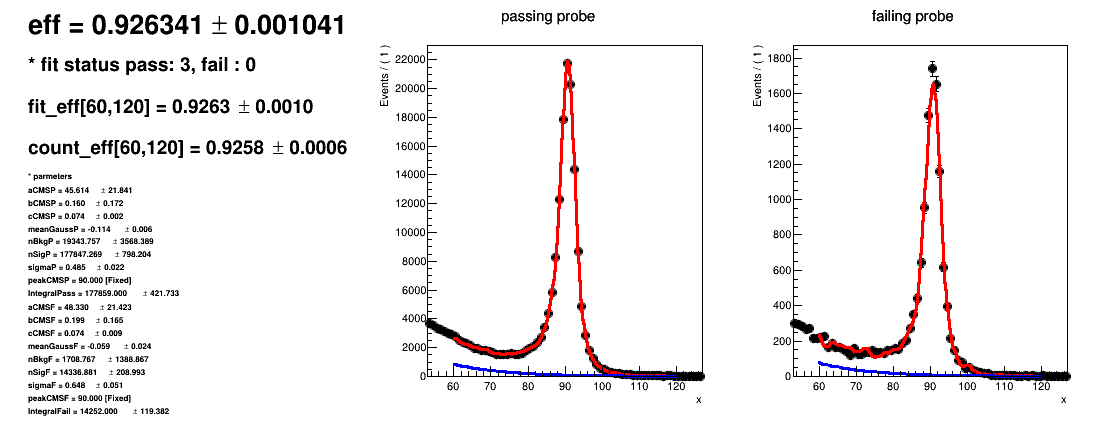 eff = 0.926341 ± 0.001041
* fit status pass: 3, fail : 0
fit_eff[60,120] = 0.9263 ± 0.0010
count_eff[60,120] = 0.9258 ± 0.0006
* parmeters
aCMSP = 45.614 ± 21.841
bCMSP = 0.160 ± 0.172
cCMSP = 0.074 ± 0.002
meanGaussP = -0.114 ± 0.006
nBkgP = 19343.757 ± 3568.389
nSigP = 177847.269 ± 798.204
sigmaP = 0.485 ± 0.022
peakCMSP = 90.000 [Fixed]
IntegralPass = 177859.000 ± 421.733
aCMSF = 48.330 ± 21.423
bCMSF = 0.199 ± 0.165
cCMSF = 0.074 ± 0.009
meanGaussF = -0.059 ± 0.024
nBkgF = 1708.767 ± 1388.867
nSigF = 14336.881 ± 208.993
sigmaF = 0.648 ± 0.051
peakCMSF = 90.000 [Fixed]
IntegralFail = 14252.000 ± 119.382
passing probe
Events / ( 1 )
22000
20000
18000
16000
14000
12000
10000
8000
6000
4000
2000
0
60 70 80 90 100 110 120
x
failing probe
Events / ( 1 )
1800
1600
1400
1200
1000
800
600
400
200
0
60 70 80 90 100 110 120
x